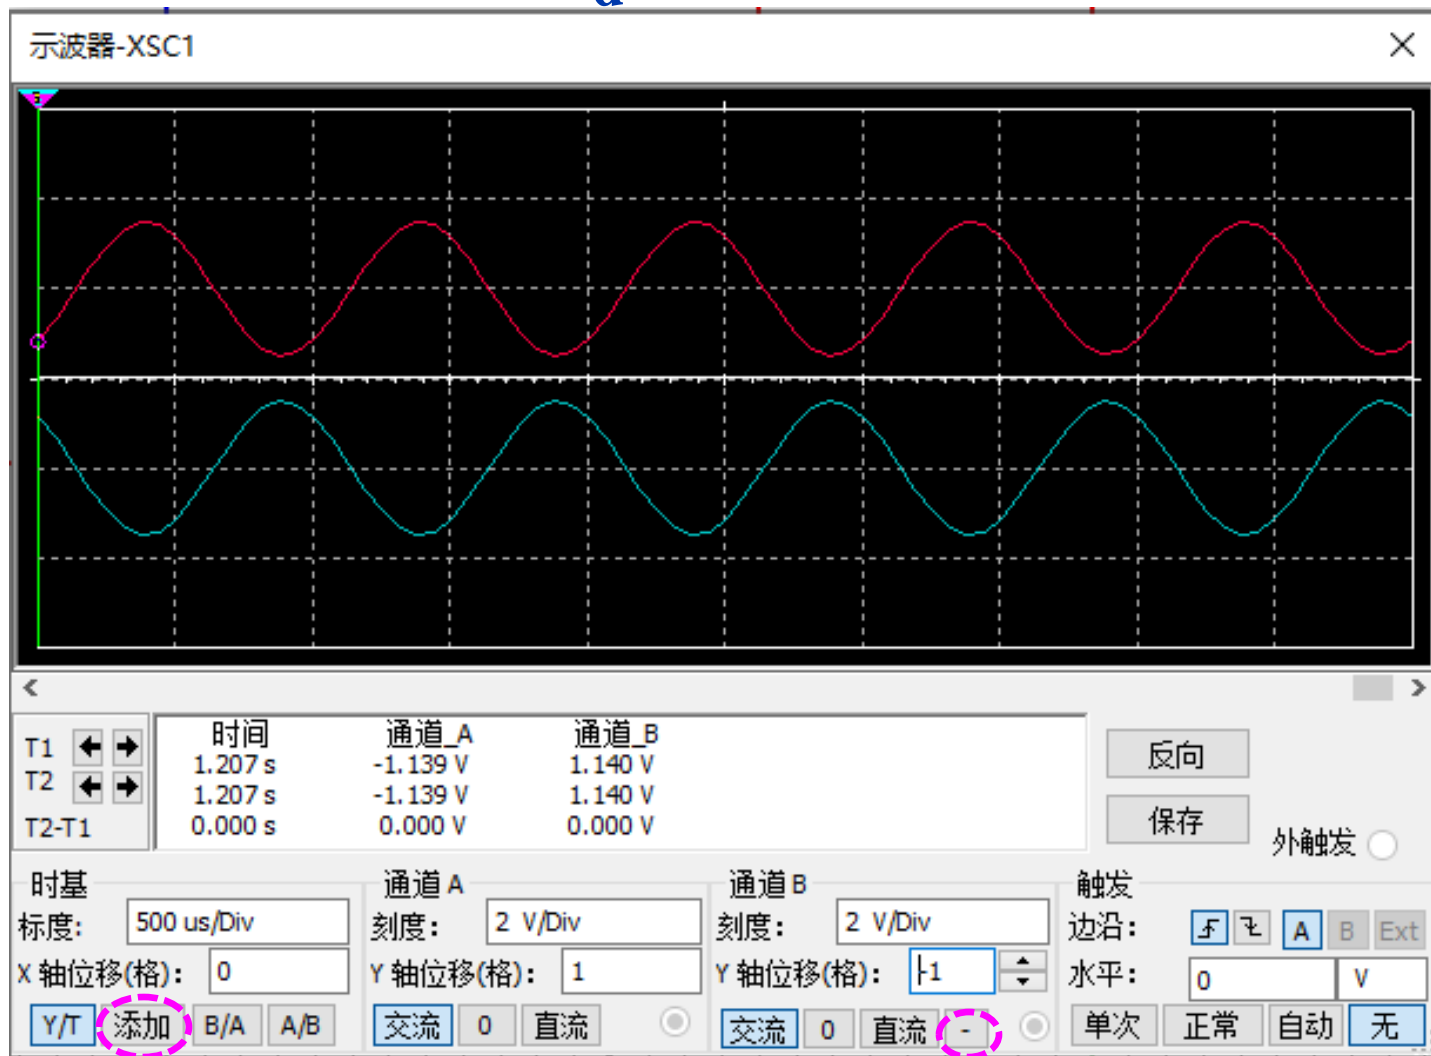 d
示波器-XSC1
T1
T2
T2-T1
时间 通道_A 通道_B
1.207 s -1.139 V 1.140 V
1.207 s -1.139 V 1.140 V
0.000 s 0.000 V 0.000 V
反向
保存
外触发
时基
标度: 500 us/Div
X 轴位移(格): 0
Y/T 添加 B/A A/B
通道 A
刻度: 2 V/Div
Y 轴位移(格): 1
交流 0 直流
通道 B
刻度: 2 V/Div
Y 轴位移(格): -1
交流 0 直流 -
触发
边沿: A B Ext
水平: 0 V
单次 正常 自动 无